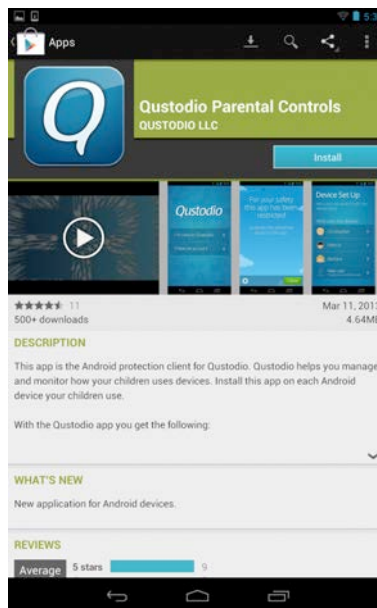 5:3
Apps
Q
Qustodio Parental Controls
QUSTODIO LLC
Install
Qustodio
For your safety
this app has been
restricted
Device Set Up
11
Mar 11, 201
500+ downloads
4.64M
DESCRIPTION
This app is the Android protection client for Qustodio. Qustodio helps you manage
and monitor how your children uses devices. Install this app on each Android
device your children use.
With the Qustodio app you get the following:
WHAT'S NEW
New application for Android devices.
REVIEWS
Average
5 stars
9